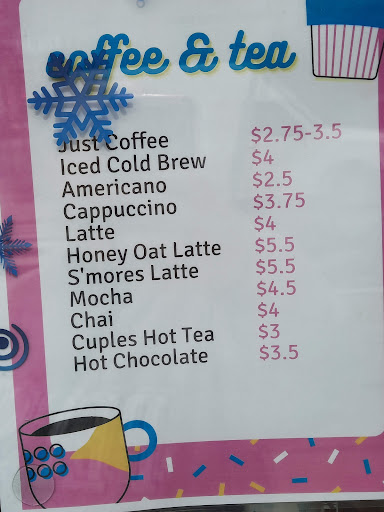 coffee & tea
Just Coffee $2.75-3.5
Iced Cold Brew $4
Americano $2.5
Cappuccino $3.75
Latte $4
Honey Oat Latte $5.5
S'mores Latte $5.5
Mocha $4.5
Chai $4
Cuples Hot Tea $3
Hot Chocolate $3.5